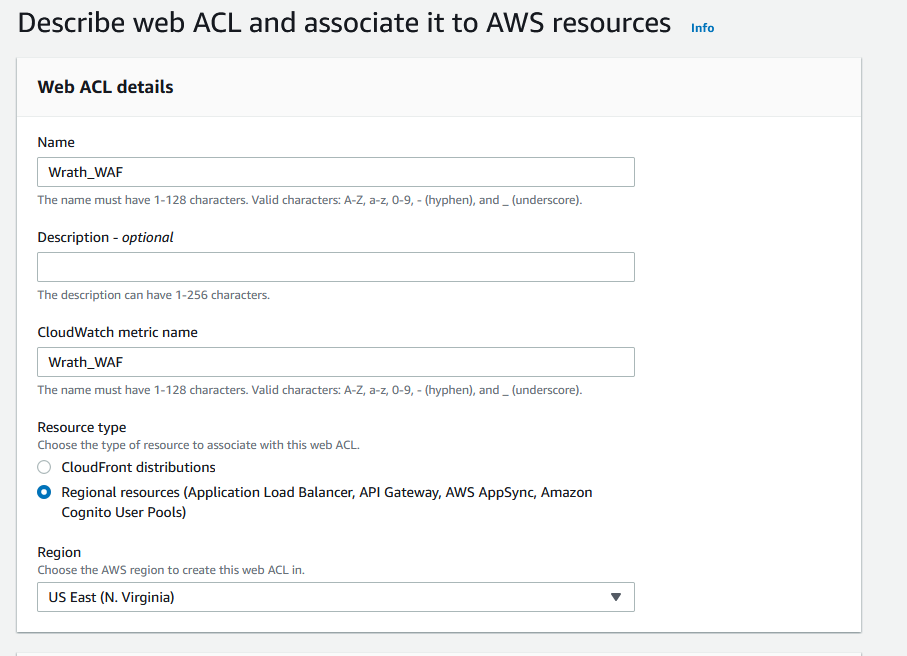 Describe web ACL and associate it to AWS resources Info
Web ACL details
Name
Wrath_WAF
The name must have 1-128 characters. Valid characters: A-Z, a-z, 0-9, - (hyphen), and _ (underscore).
Description - optional
The description can have 1-256 characters.
CloudWatch metric name
Wrath_WAF
The name must have 1-128 characters. Valid characters: A-Z, a-z, 0-9, - (hyphen), and _ (underscore).
Resource type
Choose the type of resource to associate with this web ACL.
CloudFront distributions
Regional resources (Application Load Balancer, API Gateway, AWS AppSync, Amazon
Cognito User Pools)
Region
Choose the AWS region to create this web ACL in.
US East (N. Virginia)